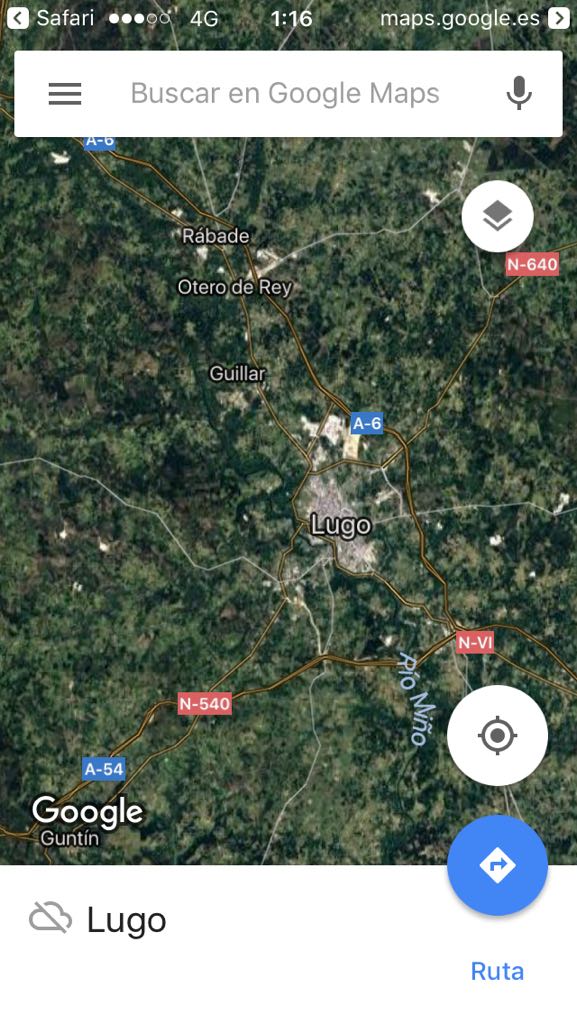 Safari 4G 1:16 maps.google.es
Buscar en Google Maps
A-6
Rábade
N-640
Otero de Rey
Guillar
A-6
Lugo
N-VI
Río Miño
N-540
A-54
Google
Guntín
Lugo
Ruta